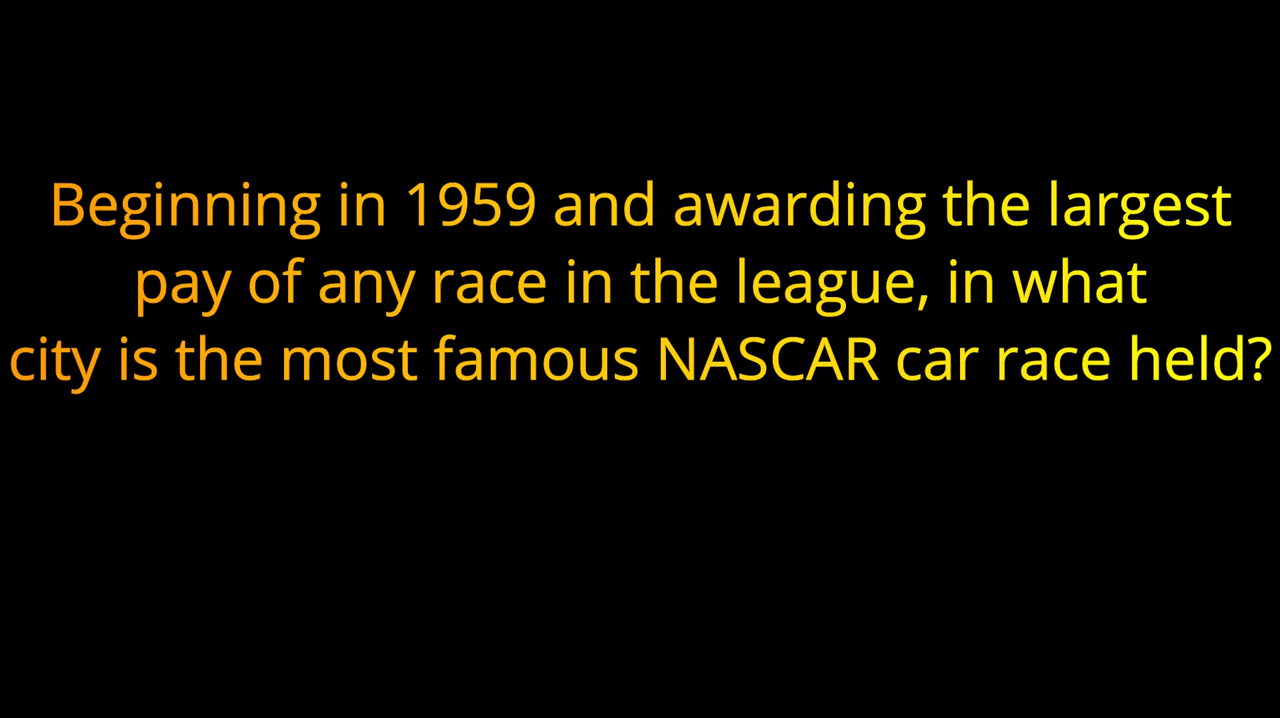 Beginning in 1959 and awarding the largest
pay of any race in the league, in what
city is the most famous NASCAR car race held?